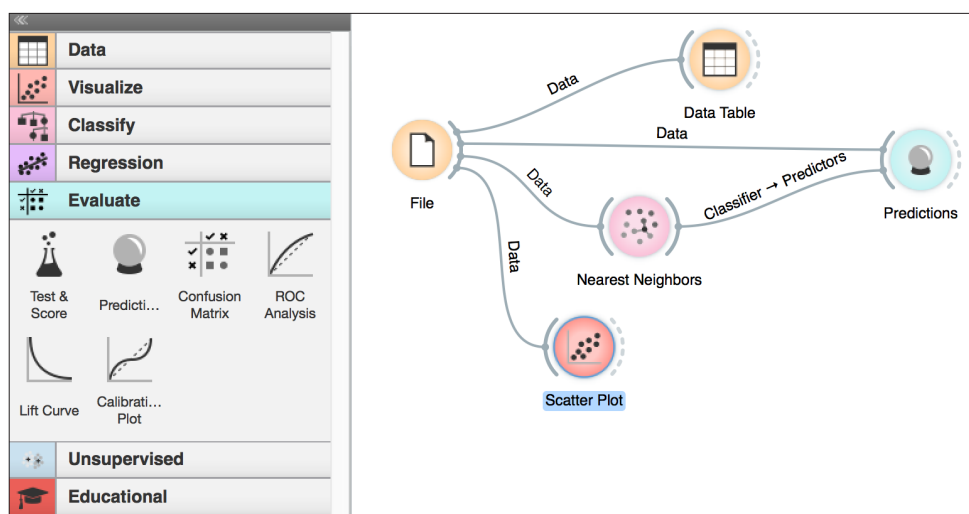 Data
Visualize
Classify
Regression
Evaluate
Test &
Score
Predicti...
Confusion
Matrix
ROC
Analysis
Lift Curve
Calibrati...
Plot
Unsupervised
Educational
File
Data
Data Table
Data
Data
Nearest Neighbors
Classifier → Predictors
Predictions
Data
Scatter Plot